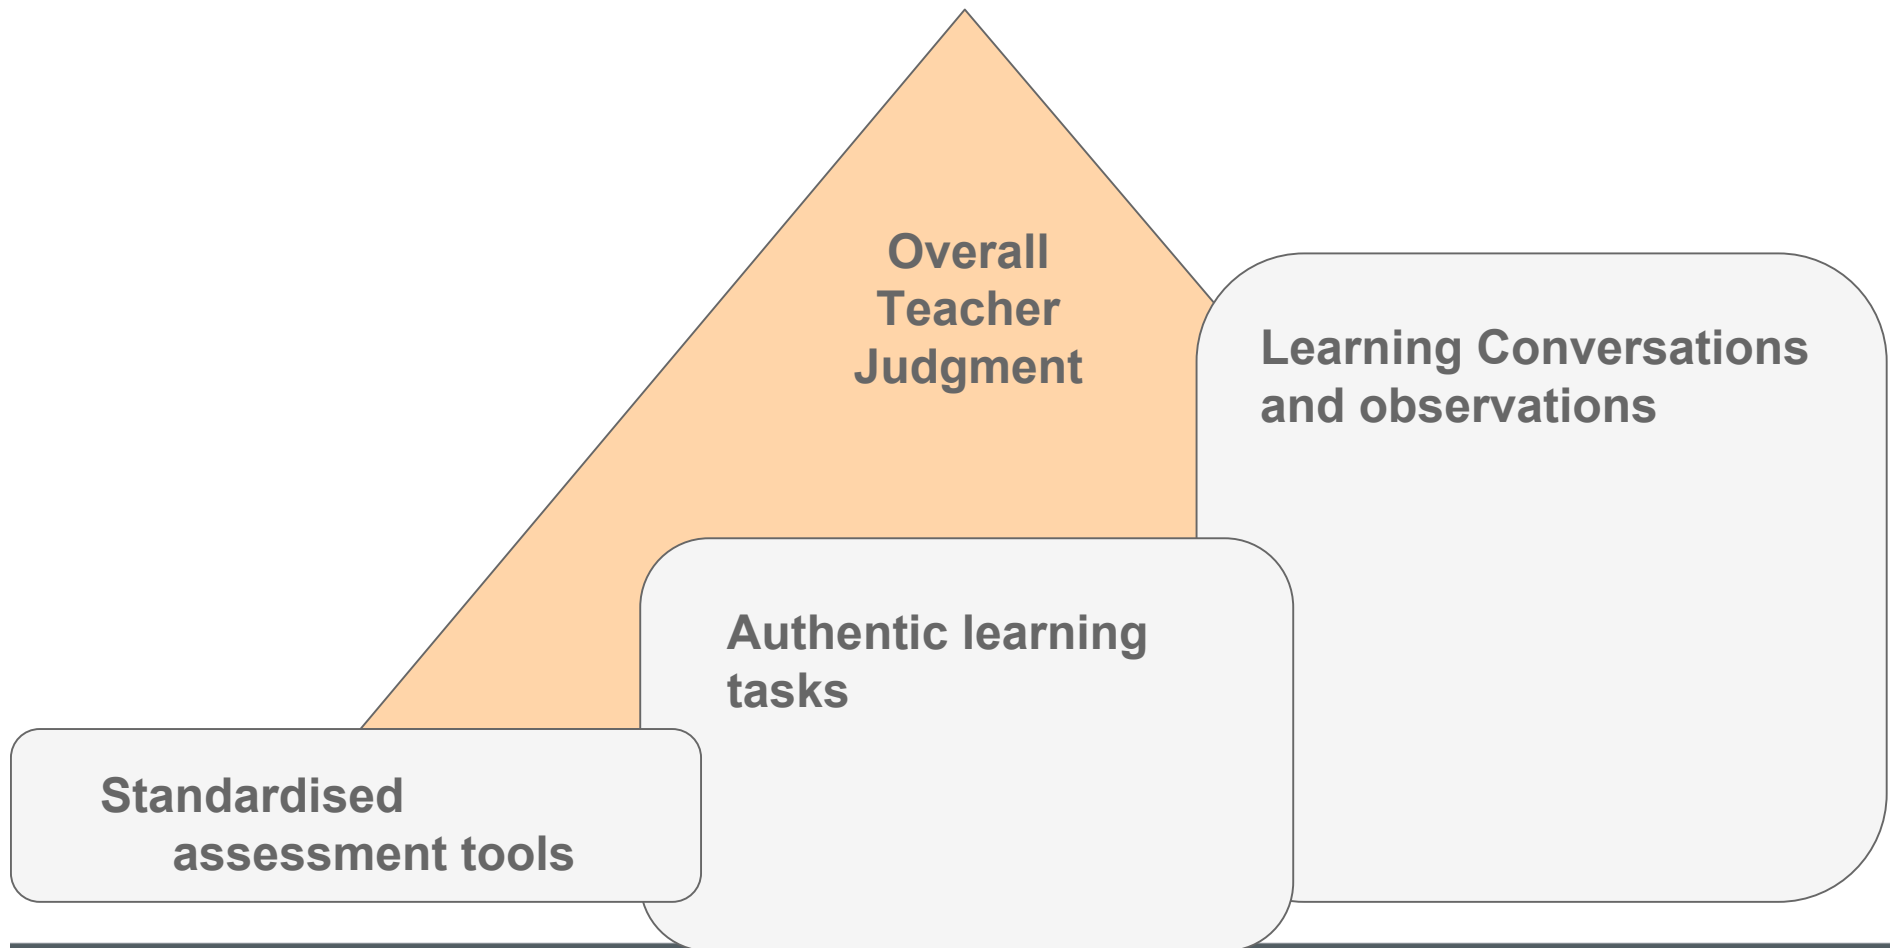 Overall
Teacher
Judgment
Learning Conversations
and observations
Authentic learning
tasks
Standardised
assessment tools